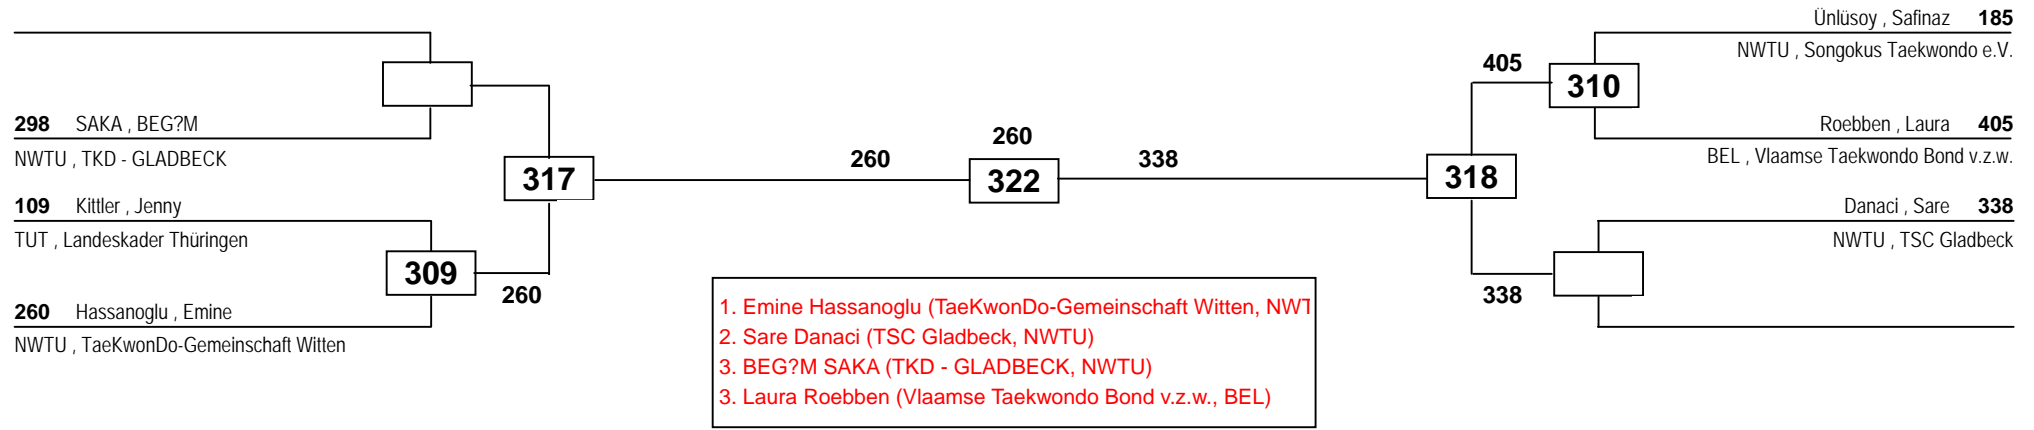 298 SAKA , BEG?M
NWTU , TKD - GLADBECK
109 Kittler , Jenny
TUT , Landeskader Thüringen
309
260
260 Hassanoglu , Emine
NWTU , TaeKwonDo-Gemeinschaft Witten
317
260
260
322
338
1. Emine Hassanoglu (TaeKwonDo-Gemeinschaft Witten, NWT
2. Sare Danaci (TSC Gladbeck, NWTU)
3. BEG?M SAKA (TKD - GLADBECK, NWTU)
3. Laura Roebben (Vlaamse Taekwondo Bond v.z.w., BEL)
318
405
310
338
Ünlüsoy , Safinaz 185
NWTU , Songokus Taekwondo e.V.
Roebben , Laura 405
BEL , Vlaamse Taekwondo Bond v.z.w.
Danaci , Sare 338
NWTU , TSC Gladbeck